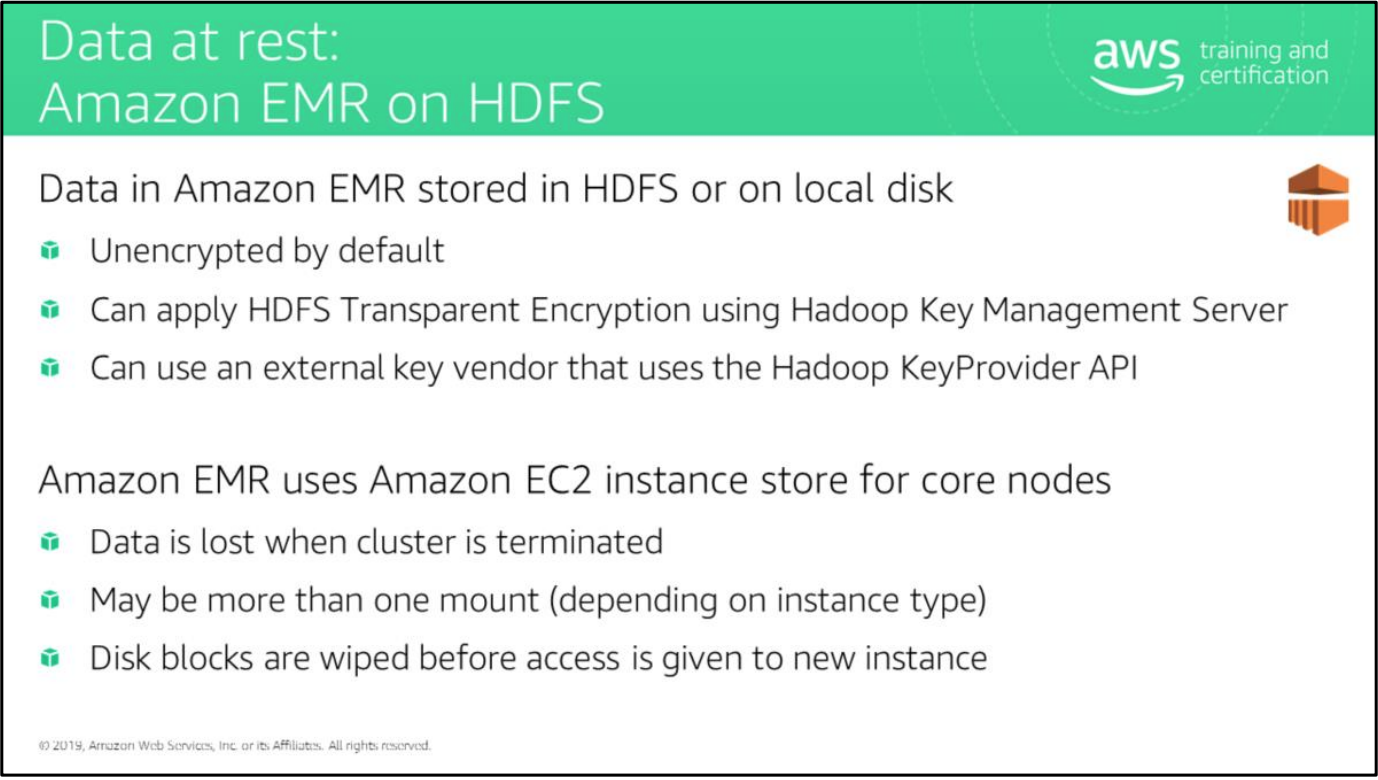 Data at rest:
Amazon EMR on HDFS
aws training and
certification
Data in Amazon EMR stored in HDFS or on local disk
Unencrypted by default
Can apply HDFS Transparent Encryption using Hadoop Key Management Server
Can use an external key vendor that uses the Hadoop KeyProvider API
Amazon EMR uses Amazon EC2 instance store for core nodes
Data is lost when cluster is terminated
May be more than one mount (depending on instance type)
Disk blocks are wiped before access is given to new instance
© 2019, Amazon Web Services, Inc. or its Affiliates. All rights reserved.